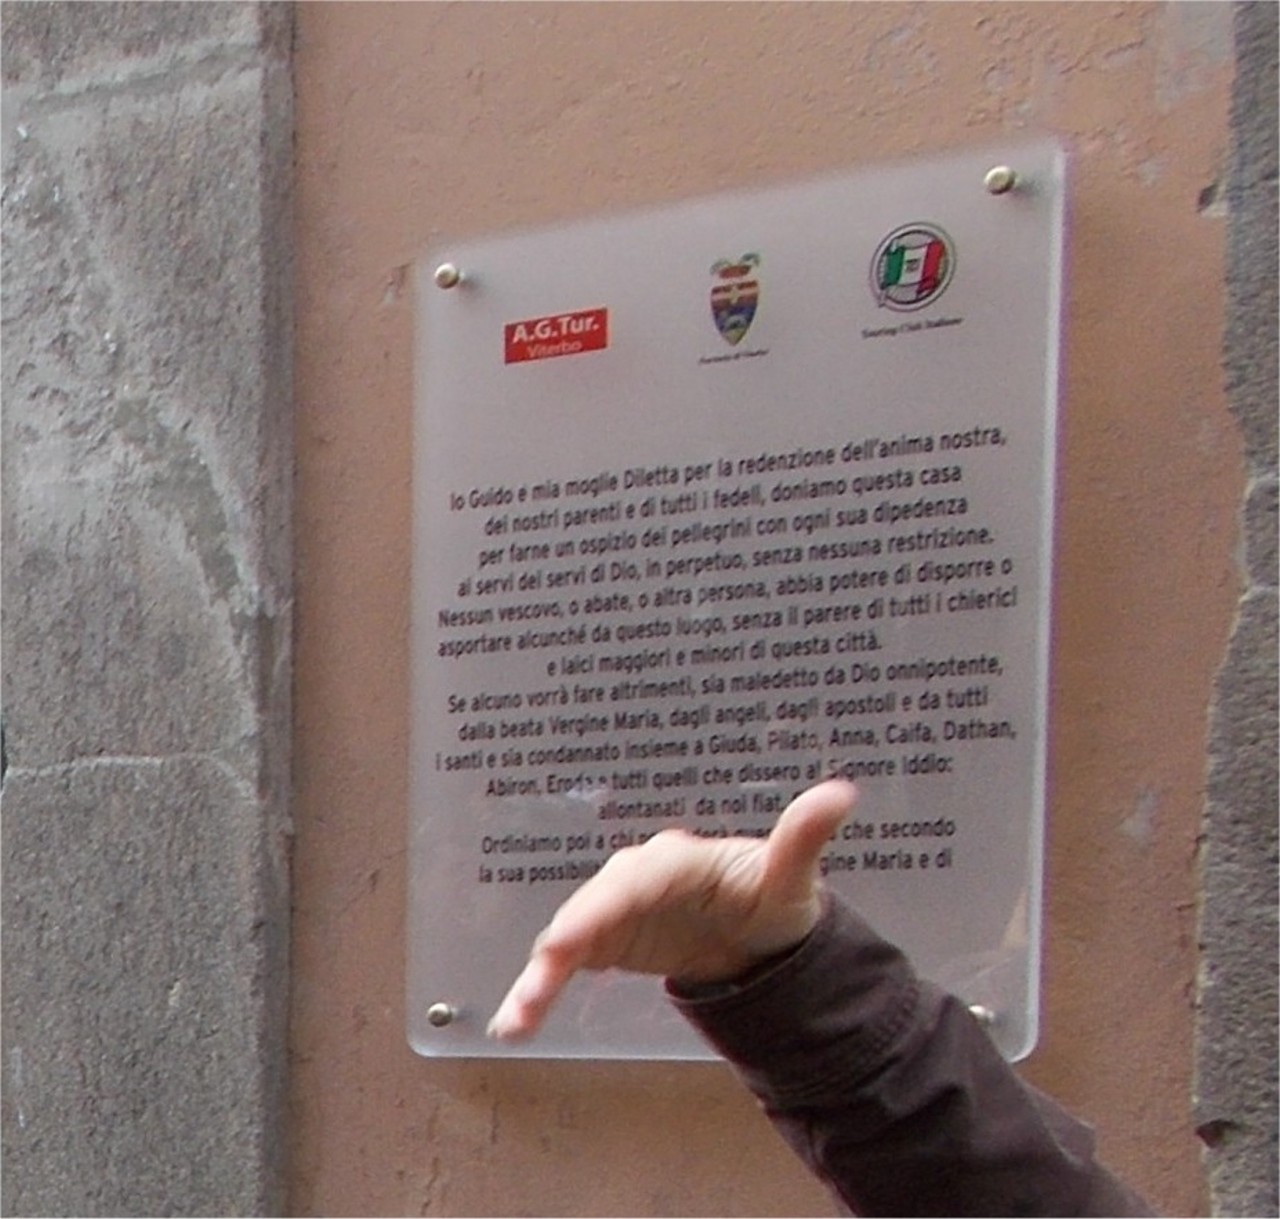 A.G.Tur.
Viterbo
Touring Club Italiano
Io Guido e mia moglie Diletta per la redenzione dell'anima nostra,
dei nostri parenti e di tutti i fedeli, doniamo questa casa
per farne un ospizio dei pellegrini con ogni sua dipedenza
ai servi dei servi di Dio, in perpetuo, senza nessuna restrizione.
Nessun vescovo, o abate, o altra persona, abbia potere di disporre o
asportare alcunché da questo luogo, senza il parere di tutti i chierici
e laici maggiori e minori di questa città.
Se alcuno vorrà fare altrimenti, sia maledetto da Dio onnipotente,
dalla beata Vergine Maria, dagli angeli, dagli apostoli e da tutti
i santi e sia condannato insieme a Giuda, Pilato, Anna, Caifa, Dathan,
Abiron, Erode e tutti quelli che dissero al Signore Iddio:
allontanati da noi fiat.
Ordiniamo poi a chi che secondo
la sua Maria e di